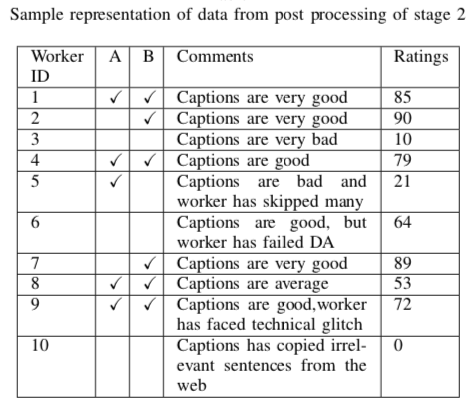 Sample representation of data from post processing of stage 2
Worker ID A B Comments Ratings
1 ✓ ✓ Captions are very good 85
2 ✓ Captions are very good 90
3 Captions are very bad 10
4 ✓ ✓ Captions are good 79
5 ✓ Captions are bad and 21
worker has skipped many
6 Captions are good, but 64
worker has failed DA
7 ✓ Captions are very good 89
8 ✓ ✓ Captions are average 53
9 ✓ ✓ Captions are good,worker 72
has faced technical glitch
10 Captions has copied irrel- 0
evant sentences from the
web